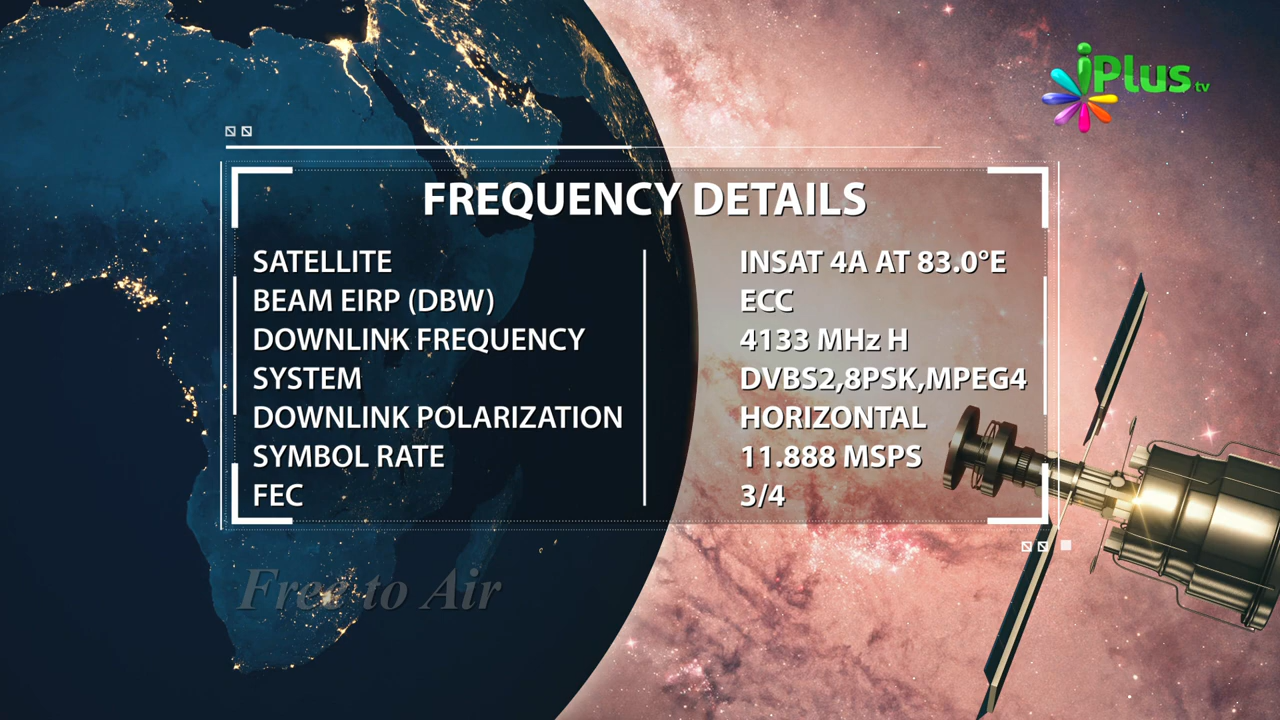 iPlus tv
FREQUENCY DETAILS
SATELLITE INSAT 4A AT 83.0°E
BEAM EIRP (DBW) ECC
DOWNLINK FREQUENCY 4133 MHz H
SYSTEM DVBS2,8PSK,MPEG4
DOWNLINK POLARIZATION HORIZONTAL
SYMBOL RATE 11.888 MSPS
FEC 3/4
Free to Air